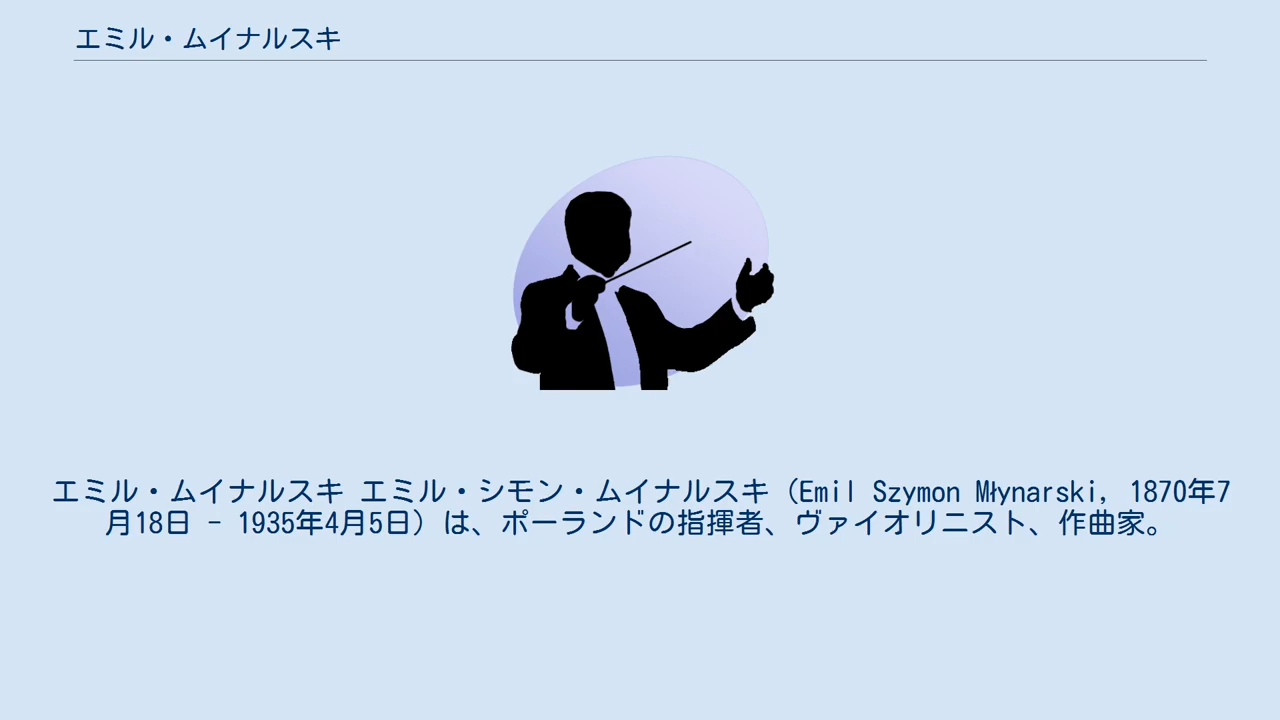 エミル・ムイナルスキ
エミル・ムイナルスキ エミル・シモン・ムイナルスキ（Emil Szymon Młynarski, 1870年7
月18日 - 1935年4月5日）は、ポーランドの指揮者、ヴァイオリニスト、作曲家。